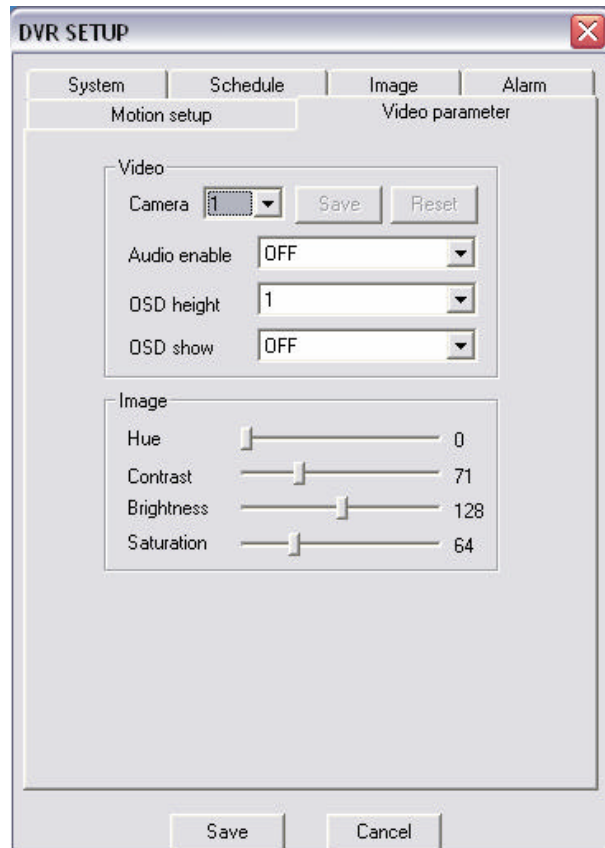 DVR SETUP
System Schedule Image Alarm
Motion setup Video parameter
Video
Camera 1 Save Reset
Audio enable OFF
OSD height 1
OSD show OFF
Image
Hue 0
Contrast 71
Brightness 128
Saturation 64
Save Cancel